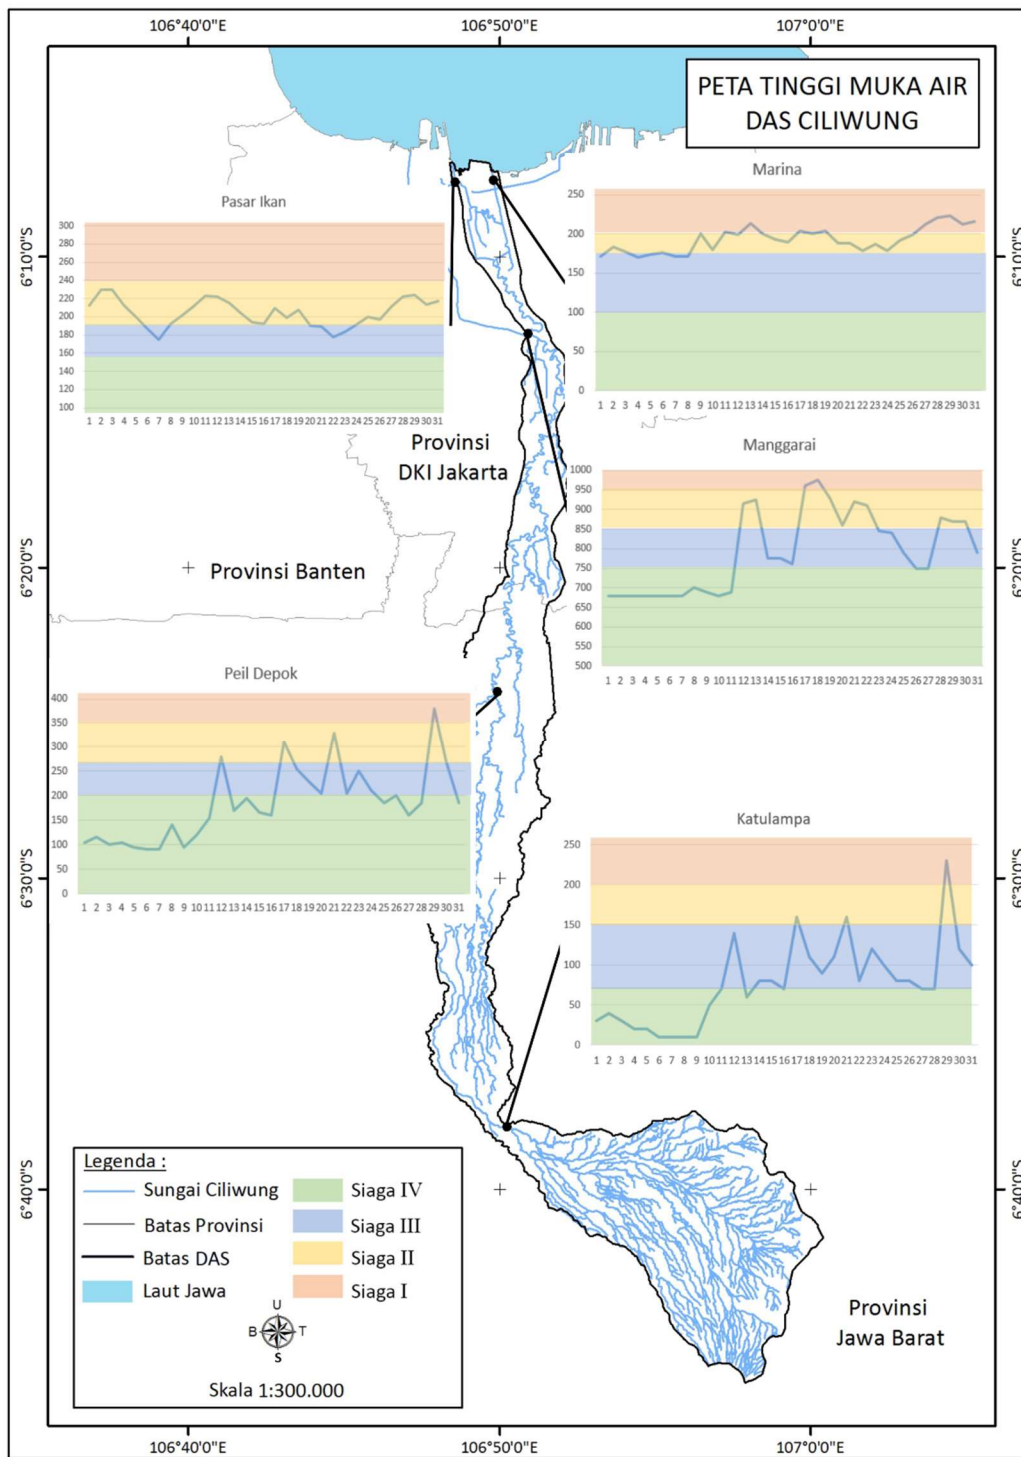 106°40'0"E
106°50'0"E
107°0'0"E
PETA TINGGI MUKA AIR
DAS CILIWUNG
Marina
250
200
150
100
50
0
1 2 3 4 5 6 7 8 9 10 11 12 13 14 15 16 17 18 19 20 21 22 23 24 25 26 27 28 29 30 31
Pasar Ikan
300
280
260
240
220
200
180
160
140
120
100
1 2 3 4 5 6 7 8 9 10 11 12 13 14 15 16 17 18 19 20 21 22 23 24 25 26 27 28 29 30 31
6°10'0"S
6°10'0"S
Provinsi
DKI Jakarta
Manggarai
1000
950
900
850
800
750
700
650
600
550
500
1 2 3 4 5 6 7 8 9 10 11 12 13 14 15 16 17 18 19 20 21 22 23 24 25 26 27 28 29 30 31
6°20'0"S
Provinsi Banten
6°20'0"S
Peil Depok
400
350
300
250
200
150
100
50
0
1 2 3 4 5 6 7 8 9 10 11 12 13 14 15 16 17 18 19 20 21 22 23 24 25 26 27 28 29 30 31
Katulampa
250
200
150
100
50
0
1 2 3 4 5 6 7 8 9 10 11 12 13 14 15 16 17 18 19 20 21 22 23 24 25 26 27 28 29 30 31
6°30'0"S
6°30'0"S
Legenda :
Sungai Ciliwung
Batas Provinsi
Batas DAS
Laut Jawa
Siaga IV
Siaga III
Siaga II
Siaga I
U
B T
S
Skala 1:300.000
6°40'0"S
6°40'0"S
Provinsi
Jawa Barat
106°40'0"E
106°50'0"E
107°0'0"E